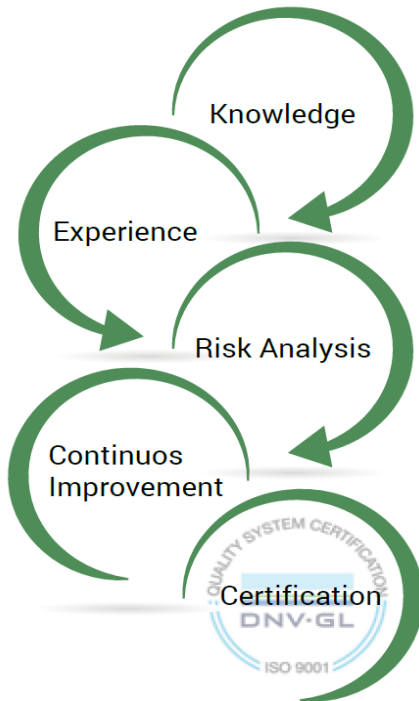 Knowledge
Experience
Risk Analysis
Continuos
Improvement
QUALITY SYSTEM CERTIFICATION
Certification
DNV·GL
ISO 9001